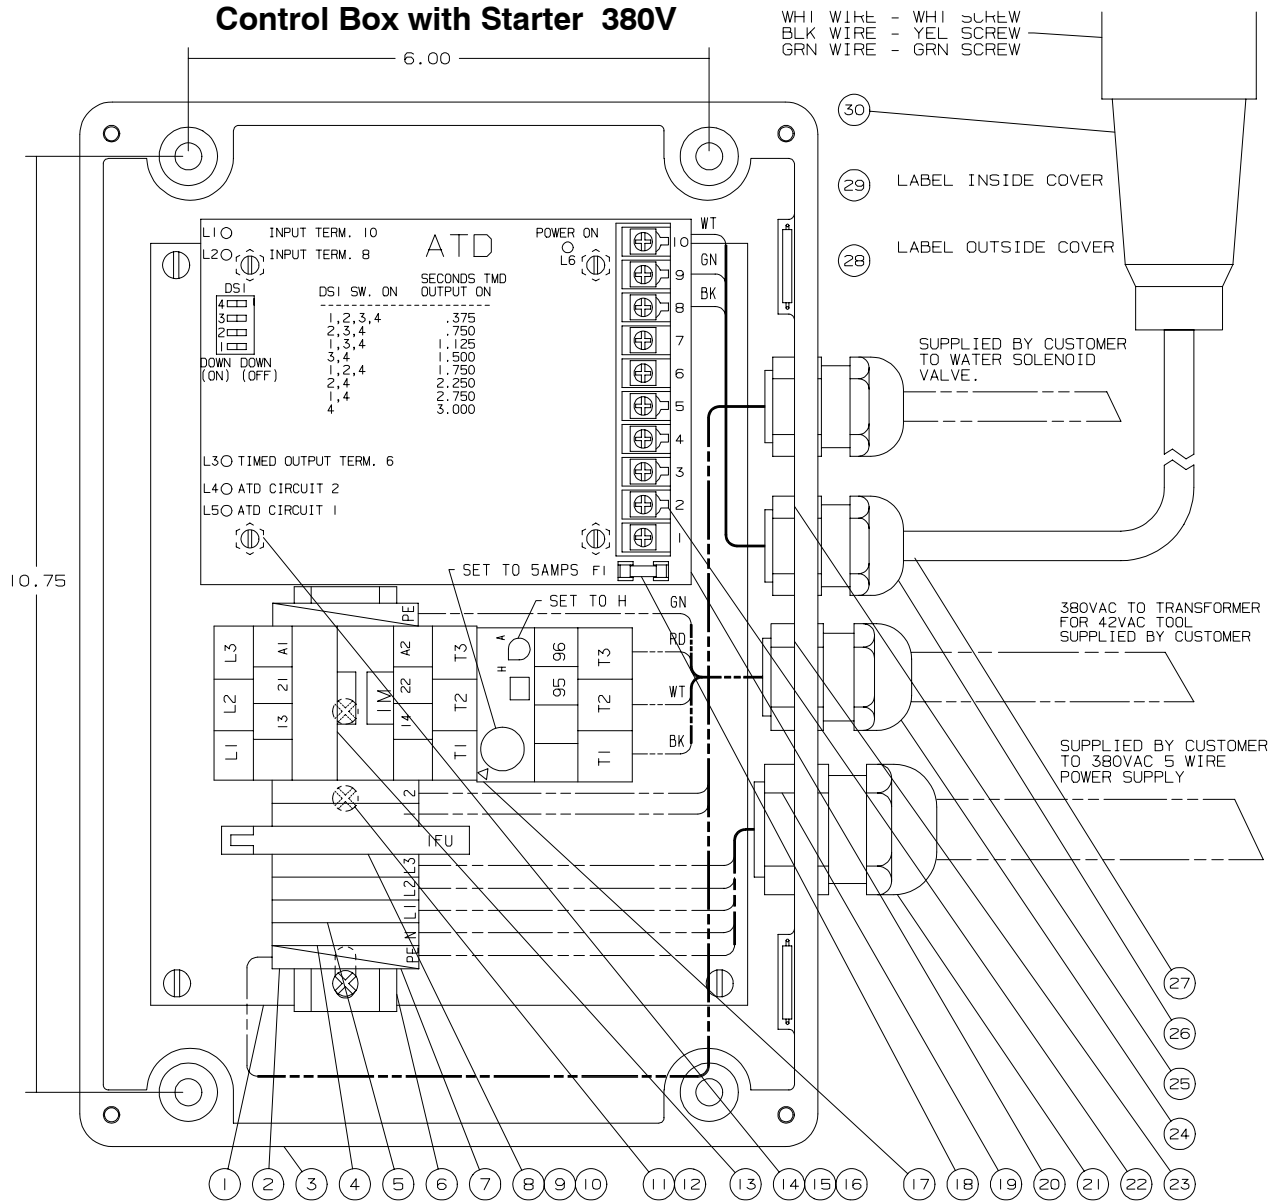 Control Box with Starter 380V
WHT WIRE - WHT SCREW
BLK WIRE - YEL SCREW
GRN WIRE - GRN SCREW
6.00
30
29 LABEL INSIDE COVER
28 LABEL OUTSIDE COVER
L1 INPUT TERM. 10
L2 INPUT TERM. 8
ATD
POWER ON
L6
DS1
4
3
2
1
DOWN DOWN
(ON) (OFF)
DS1 SW. ON
SECONDS TMD
OUTPUT ON
1,2,3,4 .375
2,3,4 .750
1,3,4 1.125
3,4 1.500
1,2,4 1.750
2,4 2.250
1,4 2.750
4 3.000
L3 TIMED OUTPUT TERM. 6
L4 ATD CIRCUIT 2
L5 ATD CIRCUIT 1
10
9
8
7
6
5
4
3
2
1
WT
GN
BK
SUPPLIED BY CUSTOMER
TO WATER SOLENOID
VALVE.
10.75
SET TO 5AMPS
F1
SET TO H
GN
RD
WT
BK
380VAC TO TRANSFORMER
FOR 42VAC TOOL
SUPPLIED BY CUSTOMER
SUPPLIED BY CUSTOMER
TO 380VAC 5 WIRE
POWER SUPPLY
PE
L3
L2
L1
A1
21
13
1M
A2
22
14
T3
T2
T1
A
H
96
95
T3
T2
T1
2
1FU
L3
L2
L1
N
PE
27
26
25
24
1 2 3 4 5 6 7 8 9 10 11 12 13 14 15 16 17 18 19 20 21 22 23